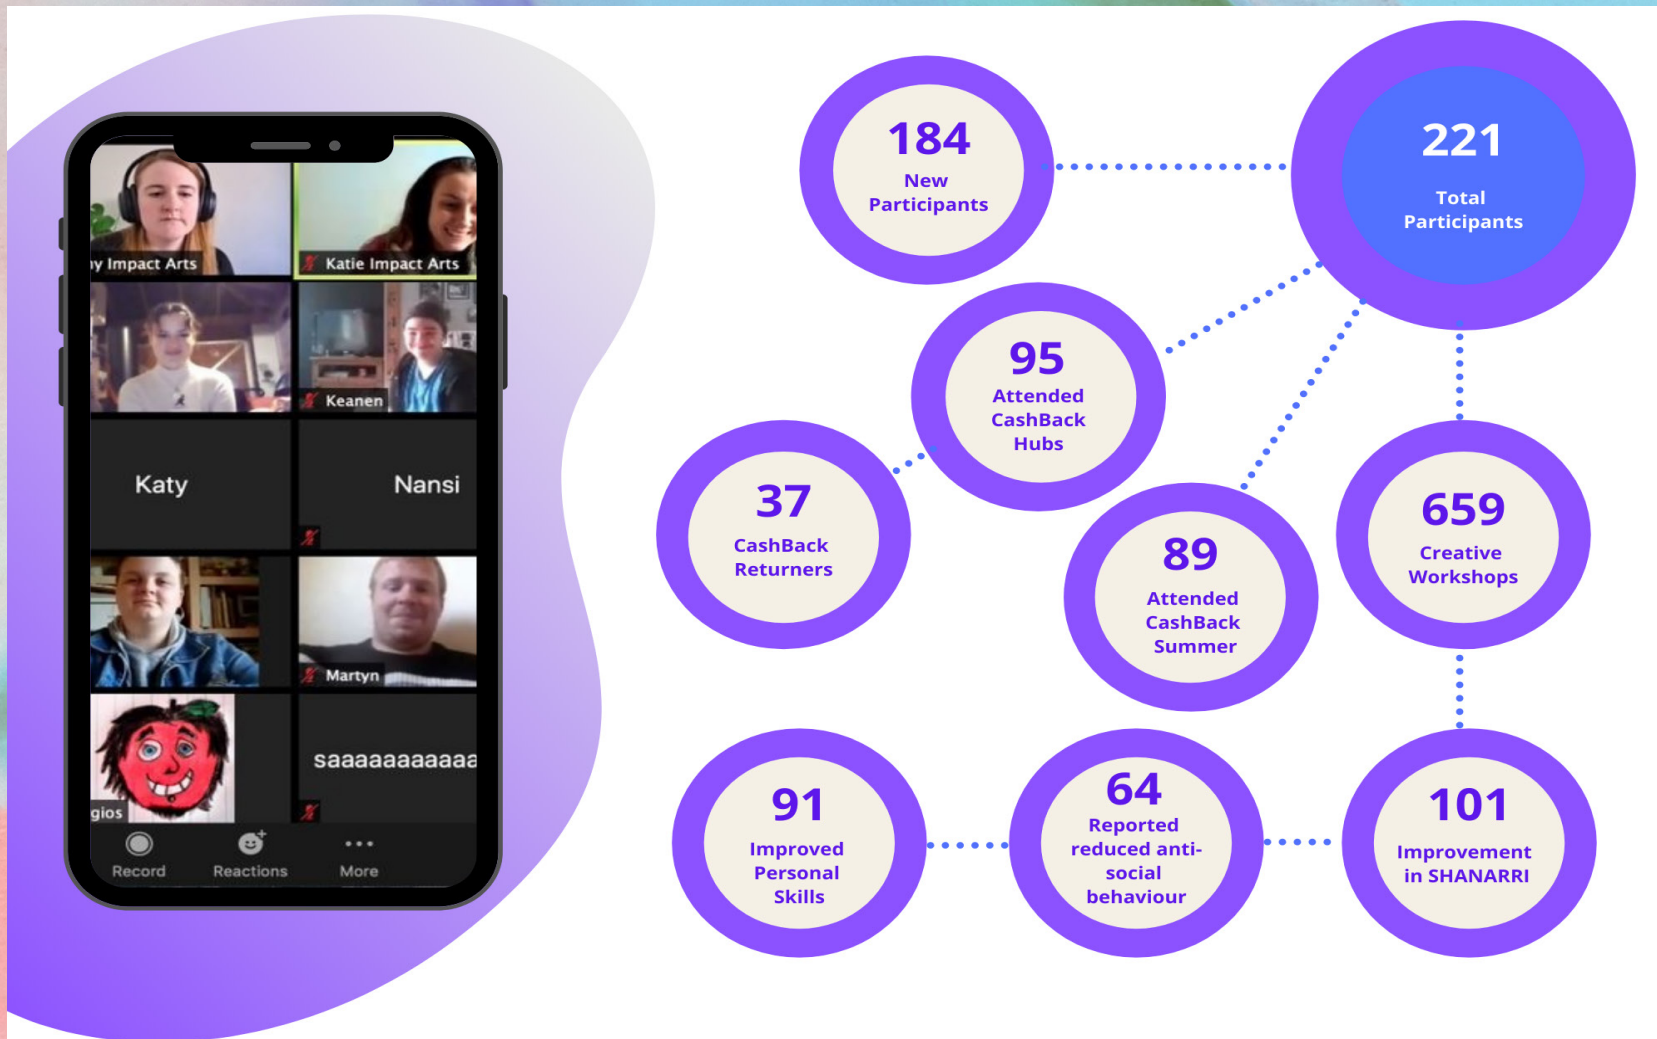 y Impact Arts
Katie Impact Arts
Keanen
Katy
Nansi
Martyn
gios
saaaaaaaaaaa
Record
Reactions
More
184
New
Participants
221
Total
Participants
95
Attended
CashBack
Hubs
37
CashBack
Returners
89
Attended
CashBack
Summer
659
Creative
Workshops
91
Improved
Personal
Skills
64
Reported
reduced anti-
social
behaviour
101
Improvement
in SHANARRI